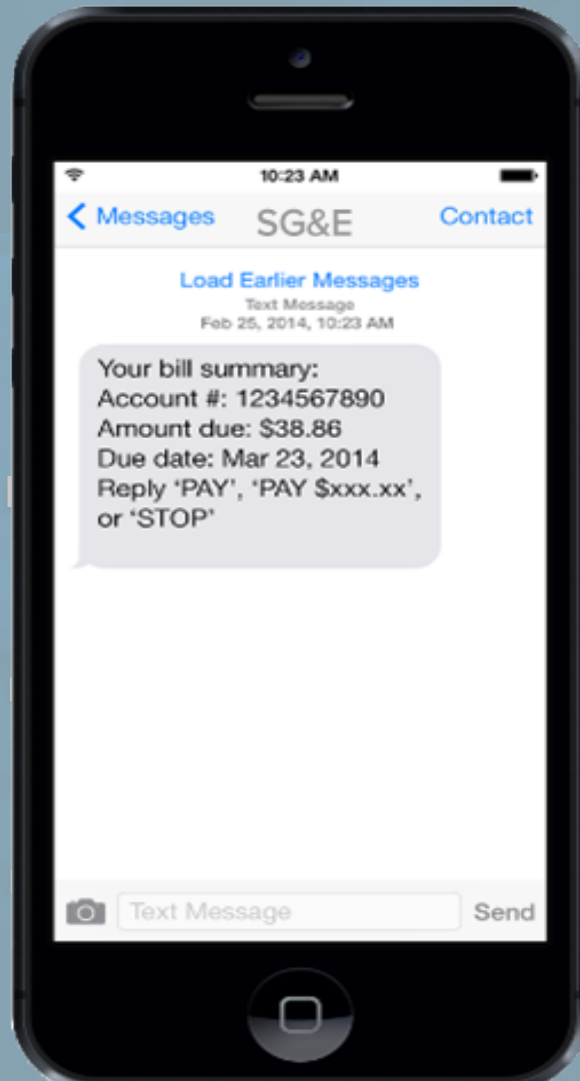 10:23 AM
Messages SG&E Contact
Load Earlier Messages
Text Message
Feb 25, 2014, 10:23 AM
Your bill summary:
Account #: 1234567890
Amount due: $38.86
Due date: Mar 23, 2014
Reply ‘PAY’, ‘PAY $xxx.xx’,
or ‘STOP’
Text Message Send